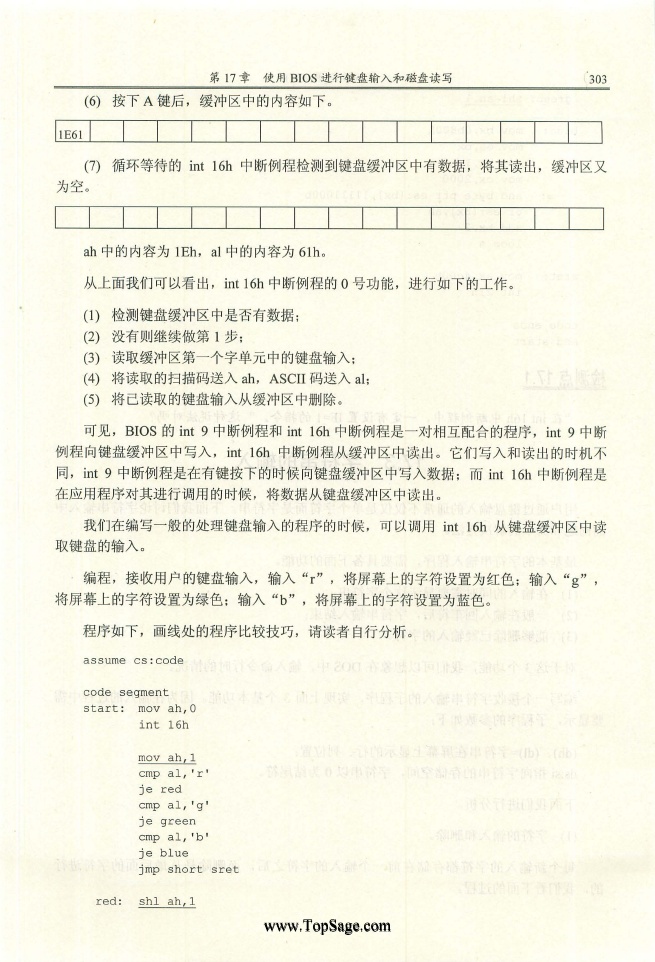 第 17 章 使用 BIOS 进行键盘输入和磁盘读写
303
(6) 按下 A 键后，缓冲区中的内容如下。
1E61
(7) 循环等待的 int 16h 中断例程检测到键盘缓冲区中有数据，将其读出，缓冲区又
为空。
ah 中的内容为 1Eh，al 中的内容为 61h。
从上面我们可以看出，int 16h 中断例程的 0 号功能，进行如下的工作。
(1) 检测键盘缓冲区中是否有数据；
(2) 没有则继续做第 1 步；
(3) 读取缓冲区第一个字单元中的键盘输入；
(4) 将读取的扫描码送入 ah，ASCII 码送入 al；
(5) 将已读取的键盘输入从缓冲区中删除。
可见，BIOS 的 int 9 中断例程和 int 16h 中断例程是一对相互配合的程序，int 9 中断
例程向键盘缓冲区中写入，int 16h 中断例程从缓冲区中读出。它们写入和读出的时机不
同，int 9 中断例程是在有键按下的时候向键盘缓冲区中写入数据；而 int 16h 中断例程是
在应用程序对其进行调用的时候，将数据从键盘缓冲区中读出。
我们在编写一般的处理键盘输入的程序的时候，可以调用 int 16h 从键盘缓冲区中读
取键盘的输入。
编程，接收用户的键盘输入，输入“r”，将屏幕上的字符设置为红色；输入“g”，
将屏幕上的字符设置为绿色；输入“b”，将屏幕上的字符设置为蓝色。
程序如下，画线处的程序比较技巧，请读者自行分析。
assume cs:code
code segment
start: mov ah,0
int 16h
mov ah,1
cmp al,'r'
je red
cmp al,'g'
je green
cmp al,'b'
je blue
jmp short sret
red: shl ah,1
www.TopSage.com